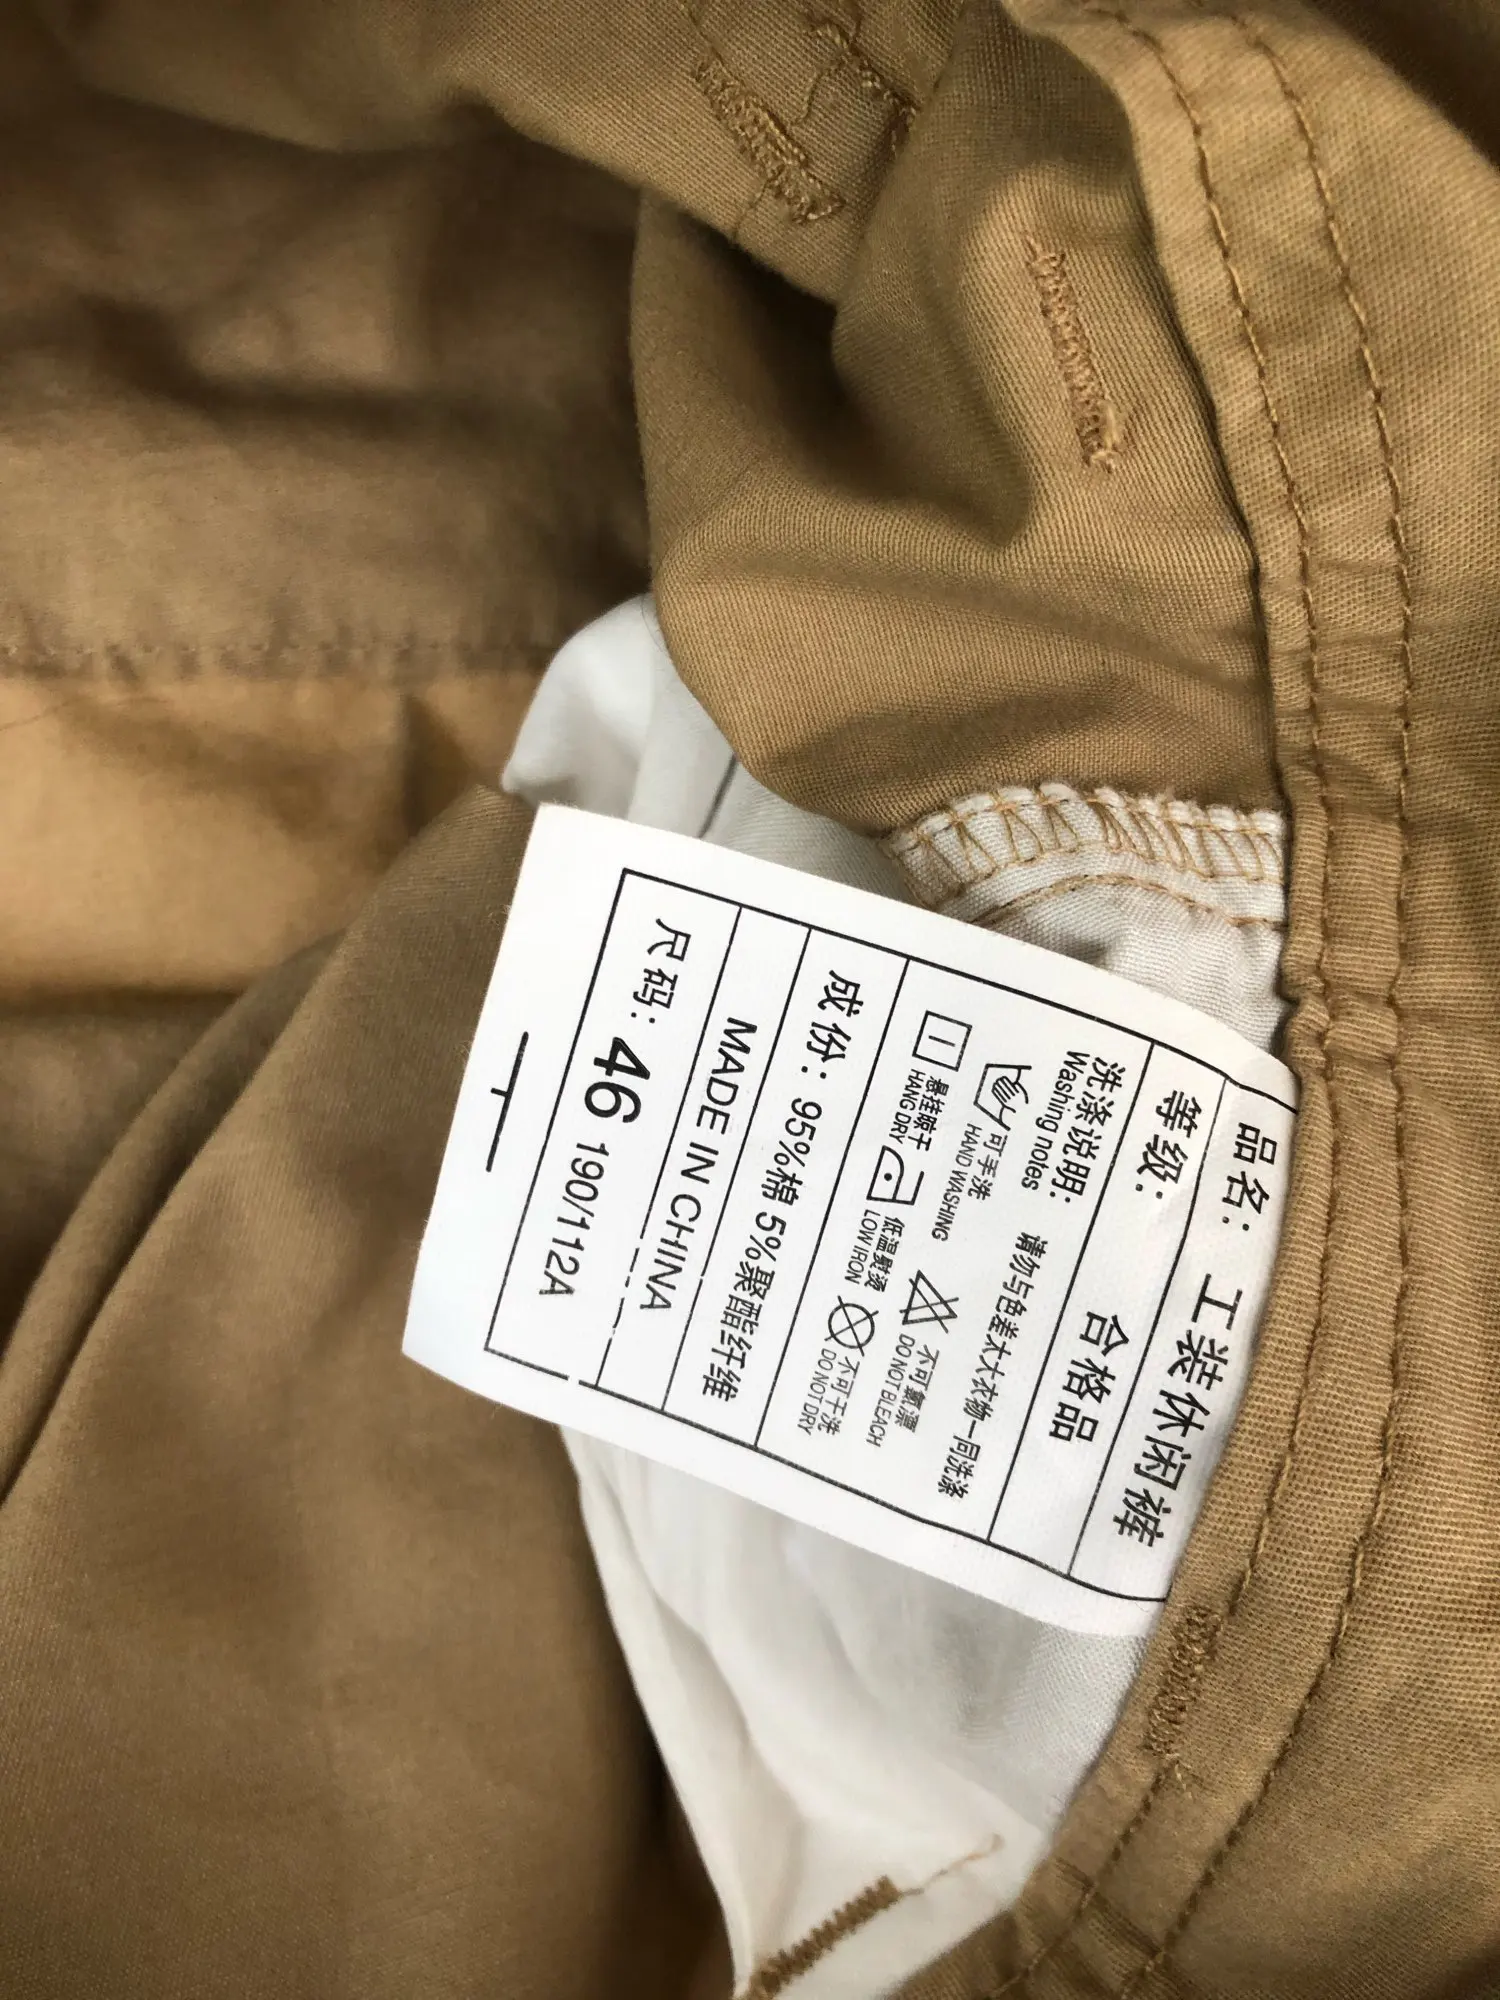 品名： 工装休闲裤
等级： 合格品
洗涤说明： 请勿与色差太大衣物一同洗涤
Washing notes
可手洗 不可氯漂
HAND WASHING DO NOT BLEACH
悬挂晾干 低温熨烫 不可干洗
HANG DRY LOW IRON DO NOT DRY
成份：95%棉 5%聚酯纤维
MADE IN CHINA
尺码：46 190/112A